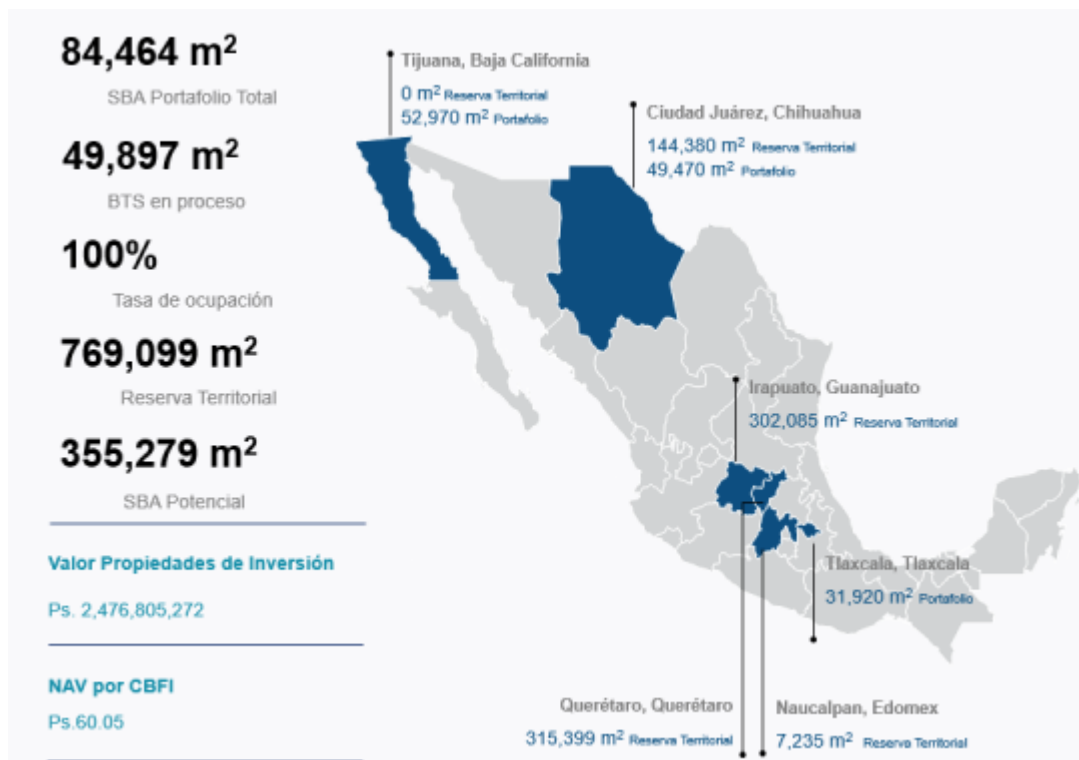 84,464 m²
SBA Portafolio Total
49,897 m²
BTS en proceso
100%
Tasa de ocupación
769,099 m²
Reserva Territorial
355,279 m²
SBA Potencial
Valor Propiedades de Inversión
Ps. 2,476,805,272
NAV por CBFI
Ps.60.05
Tijuana, Baja California
0 m² Reserva Territorial
52,970 m² Portafolio
Ciudad Juárez, Chihuahua
144,380 m² Reserva Territorial
49,470 m² Portafolio
Irapuato, Guanajuato
302,085 m² Reserva Territorial
Tlaxcala, Tlaxcala
31,920 m² Portafolio
Querétaro, Querétaro
315,399 m² Reserva Territorial
Naucalpan, Edomex
7,235 m² Reserva Territorial